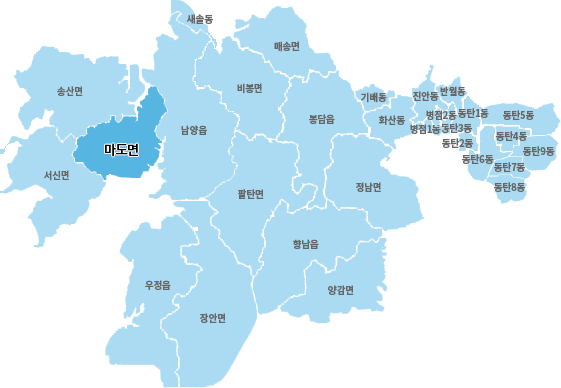 새솔동
매송면
송산면
비봉면
기배동
진안동
반월동
남양읍
봉담읍
화산동
병점2동
동탄1동
동탄5동
병점1동
동탄3동
동탄4동
마도면
동탄2동
동탄9동
서신면
동탄6동
동탄7동
팔탄면
정남면
동탄8동
향남읍
우정읍
양감면
장안면